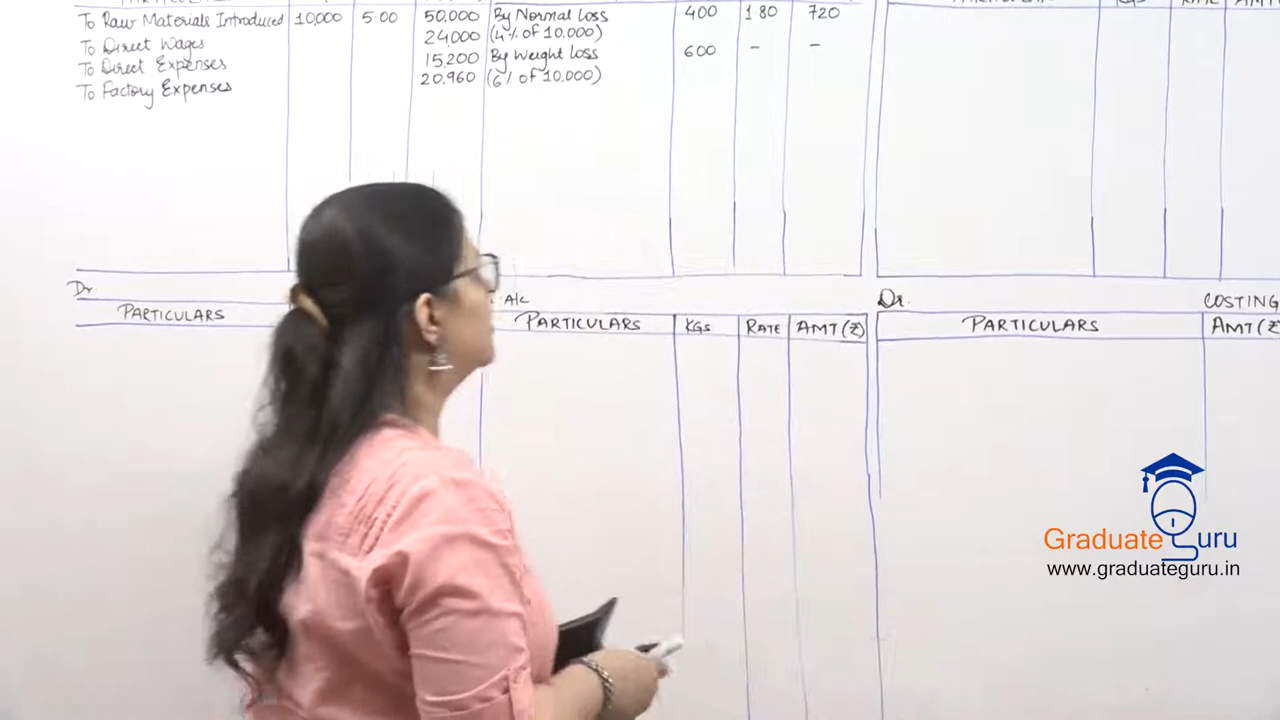 To Raw Materials Introduced 10,000 5.00 50,000 By Normal Loss 400 1.80 720
To Direct Wages 24,000 (4% of 10,000)
To Direct Expenses 15,200 By Weight Loss 600 - -
To Factory Expenses 20,960 (6% of 10,000)
Dr. A/c
PARTICULARS PARTICULARS KGS RATE AMT (₹)
Dr. COSTING
PARTICULARS AMT (₹)
Graduate Guru
www.graduateguru.in